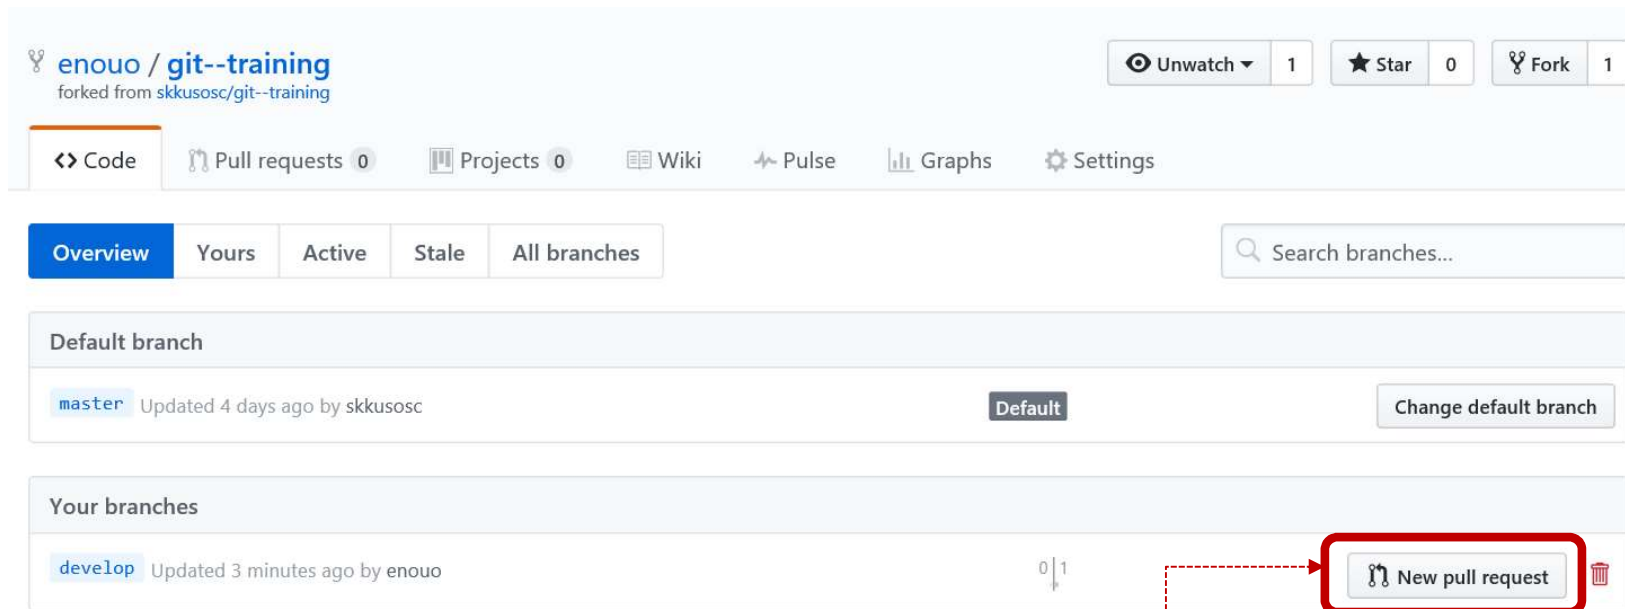 enouo / git--training
Unwatch 1 Star 0 Fork 1
forked from skkusosc/git--training
Code Pull requests 0 Projects 0 Wiki Pulse Graphs Settings
Overview Yours Active Stale All branches Search branches...
Default branch
master Updated 4 days ago by skkusosc Default Change default branch
Your branches
develop Updated 3 minutes ago by enouo 0 1 New pull request